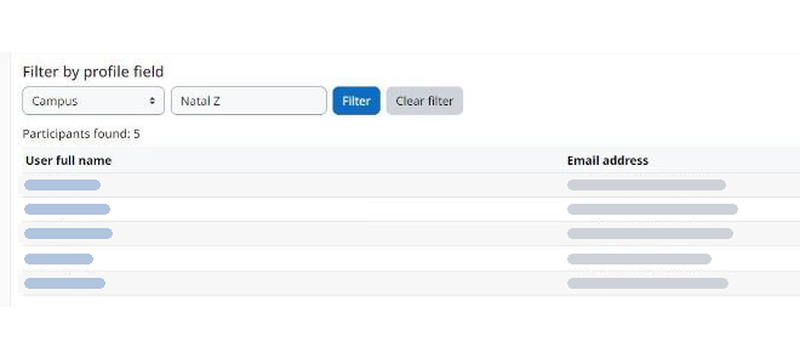 Filter by profile field
Campus Natal Z Filter Clear filter
Participants found: 5
User full name Email address